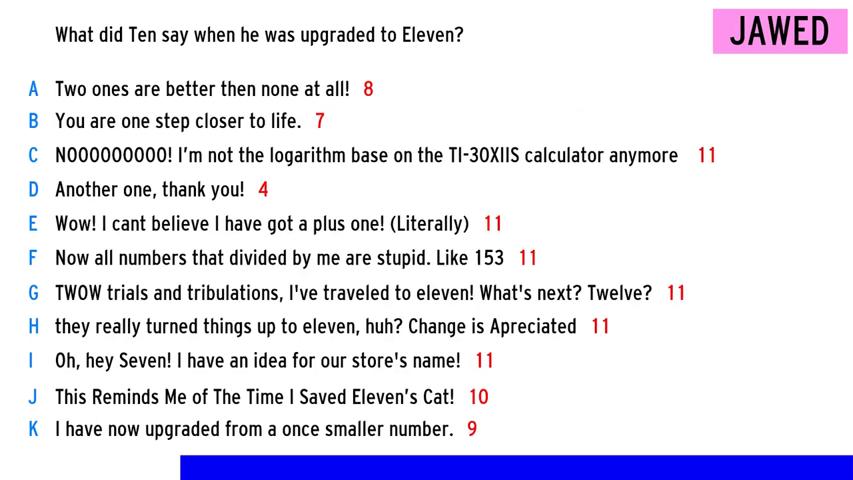 What did Ten say when he was upgraded to Eleven?
JAWED
A Two ones are better then none at all! 8
B You are one step closer to life. 7
C NOOOOOOOOO! I'm not the logarithm base on the TI-30XIIS calculator anymore 11
D Another one, thank you! 4
E Wow! I cant believe I have got a plus one! (Literally) 11
F Now all numbers that divided by me are stupid. Like 153 11
G TWOW trials and tribulations, I've traveled to eleven! What's next? Twelve? 11
H they really turned things up to eleven, huh? Change is Apreciated 11
I Oh, hey Seven! I have an idea for our store's name! 11
J This Reminds Me of The Time I Saved Eleven's Cat! 10
K I have now upgraded from a once smaller number. 9